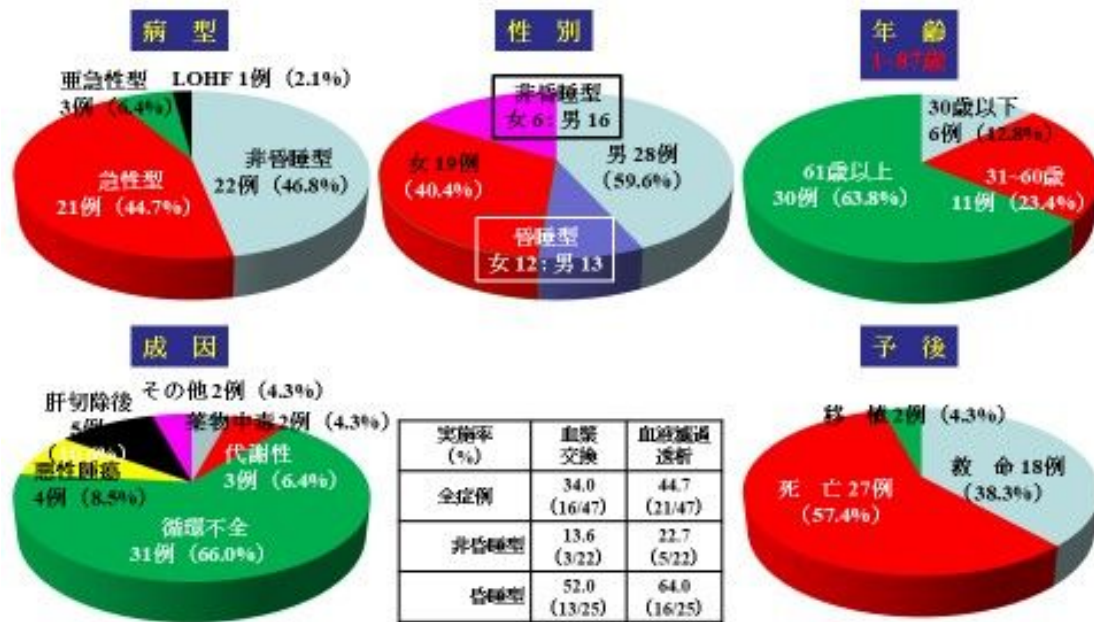 病 型
亜急性型
3例（6.4%）
LOHF 1例（2.1%）
非昏睡型
22例（46.8%）
急性型
21例（44.7%）
性 別
非昏睡型
女 6 : 男 16
女 19例
（40.4%）
男 28例
（59.6%）
昏睡型
女 12 : 男 13
年 齢
1~87歳
30歳以下
6例（12.8%）
31~60歳
11例（23.4%）
61歳以上
30例（63.8%）
成 因
その他 2例（4.3%）
肝切除後
5例
薬物中毒 2例（4.3%）
代謝性
3例（6.4%）
悪性腫瘍
4例（8.5%）
循環不全
31例（66.0%）
実施率
（%）
血漿
交換
血液濾過
透析
全症例
34.0
(16/47)
44.7
(21/47)
非昏睡型
13.6
(3/22)
22.7
(5/22)
昏睡型
52.0
(13/25)
64.0
(16/25)
予 後
移 植 2例（4.3%）
救 命 18例
（38.3%）
死 亡 27例
（57.4%）